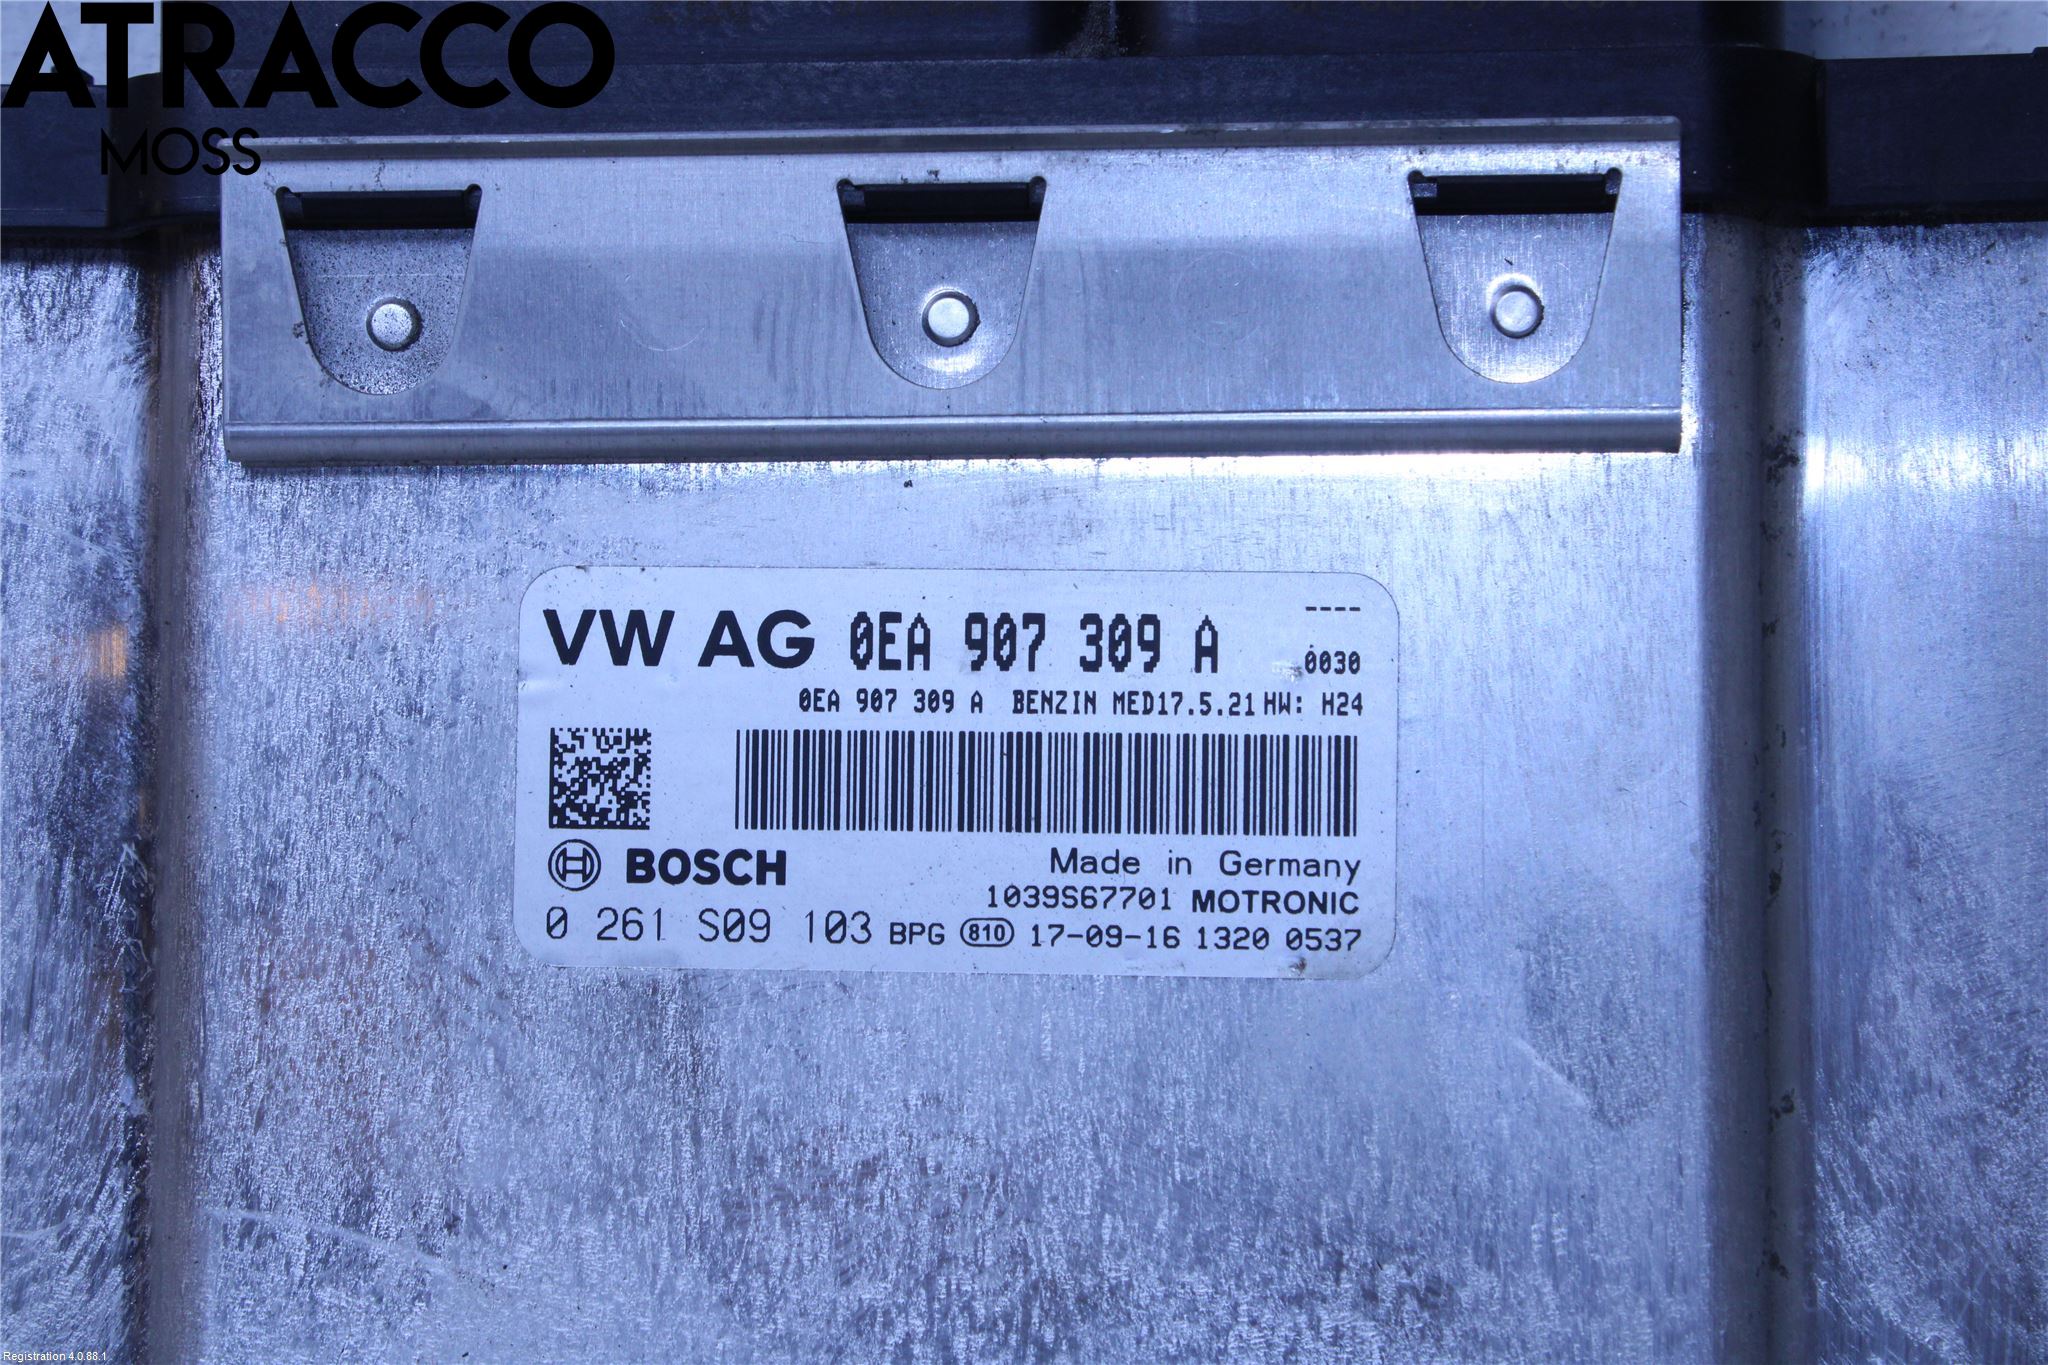 ATRACCO
MOSS
VW AG 0EA 907 309 A ----
0030
0EA 907 309 A BENZIN MED17.5.21 HW: H24
BOSCH
Made in Germany
1039S67701 MOTRONIC
0 261 S09 103 BPG 810 17-09-16 1320 0537
Registration 4.0.88.1